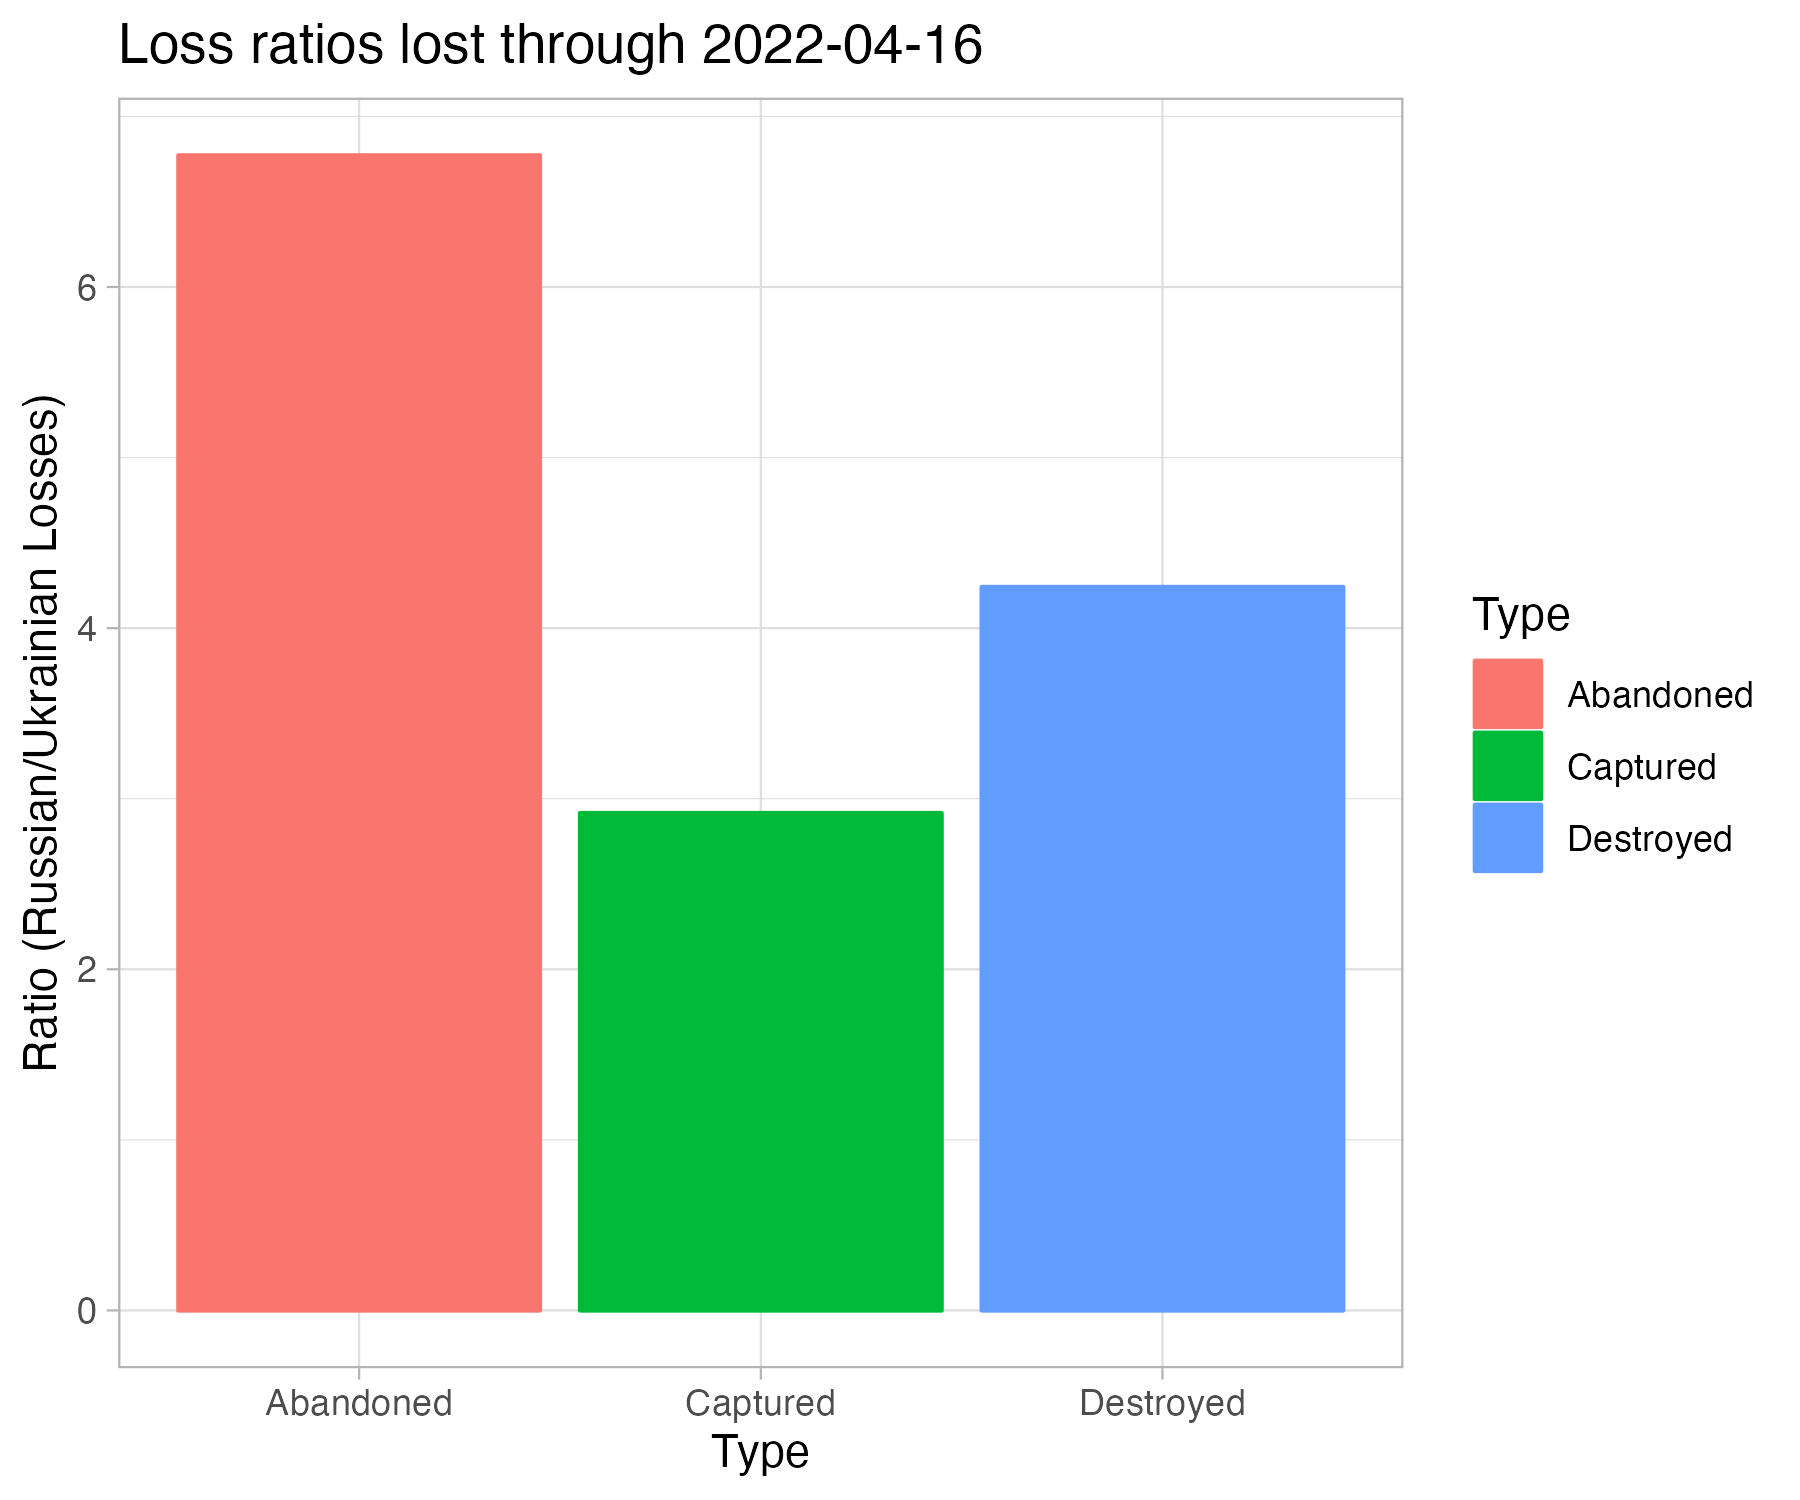 Loss ratios lost through 2022-04-16
Ratio (Russian/Ukrainian Losses)
6
4
2
0
Abandoned
Captured
Destroyed
Type
Type
Abandoned
Captured
Destroyed